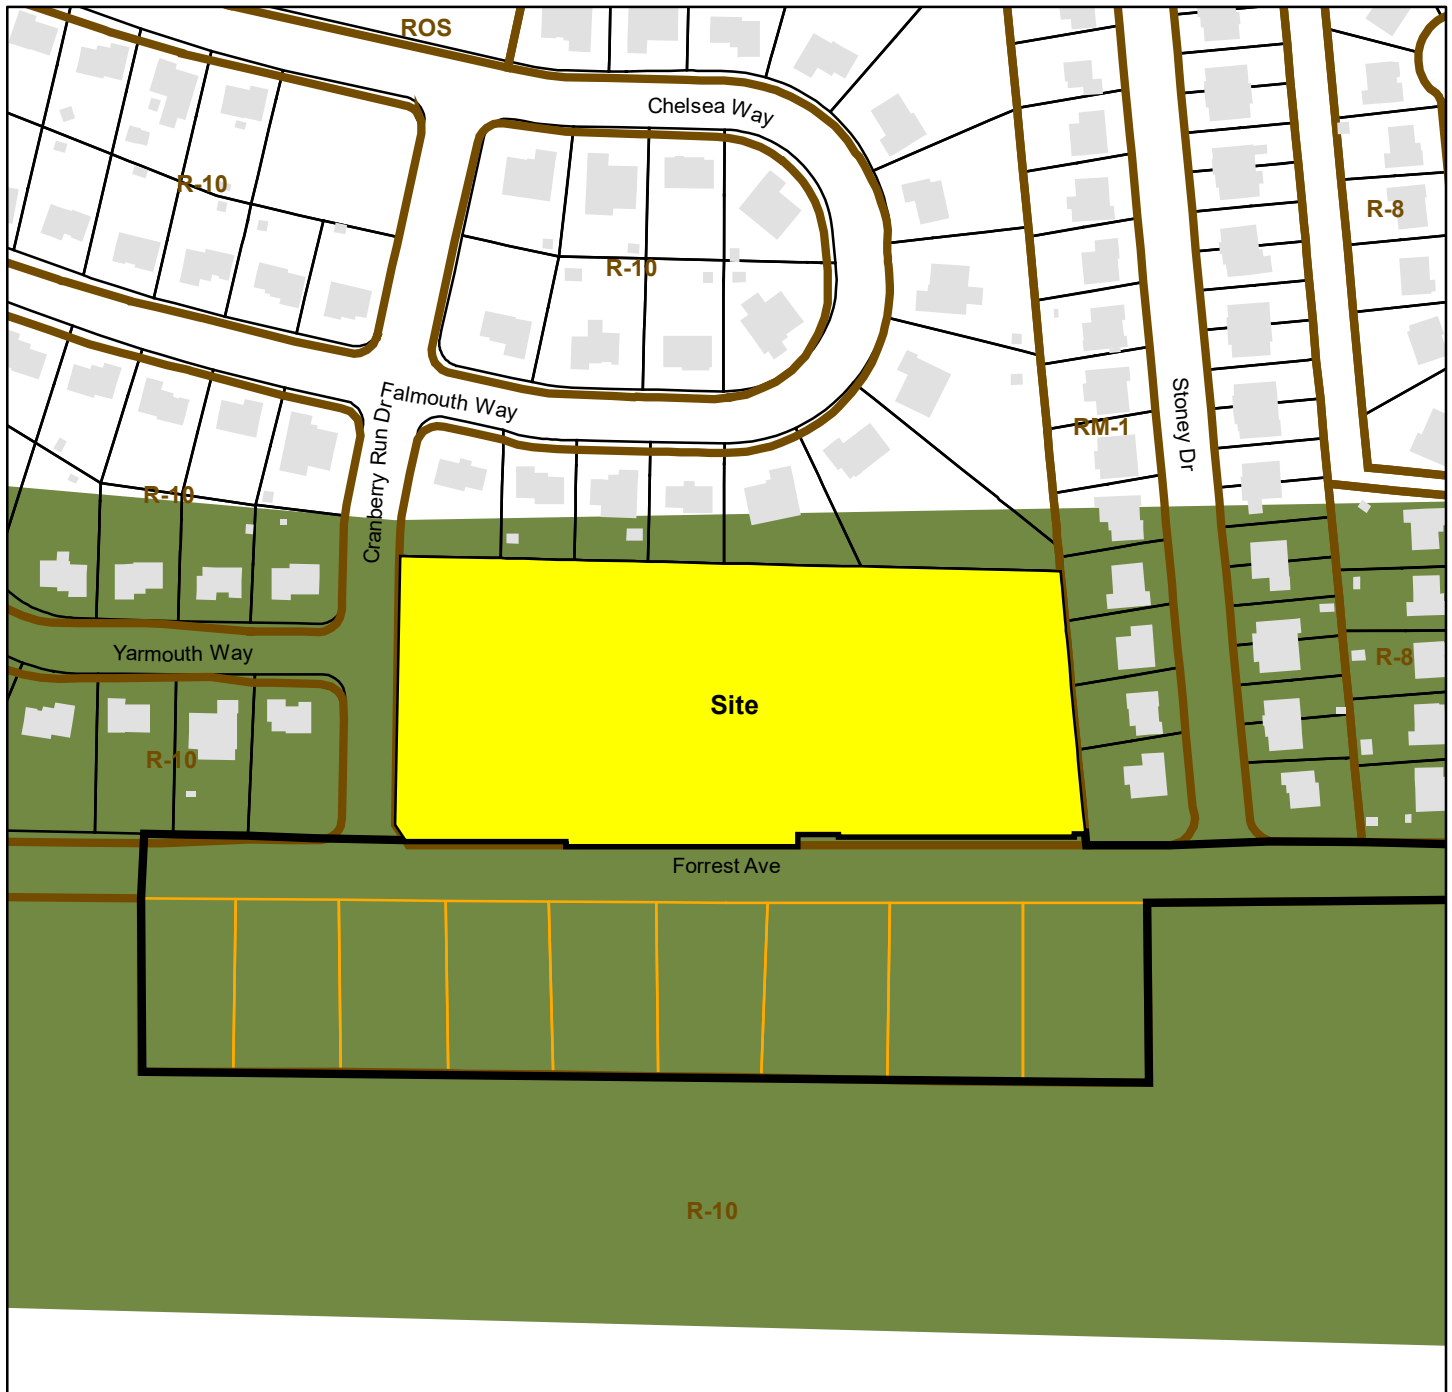 ROS
Chelsea Way
R-10
R-8
R-10
Falmouth Way
Stoney Dr
RM-1
Cranberry Run Dr
R-10
Yarmouth Way
R-8
Site
R-10
Forrest Ave
R-10